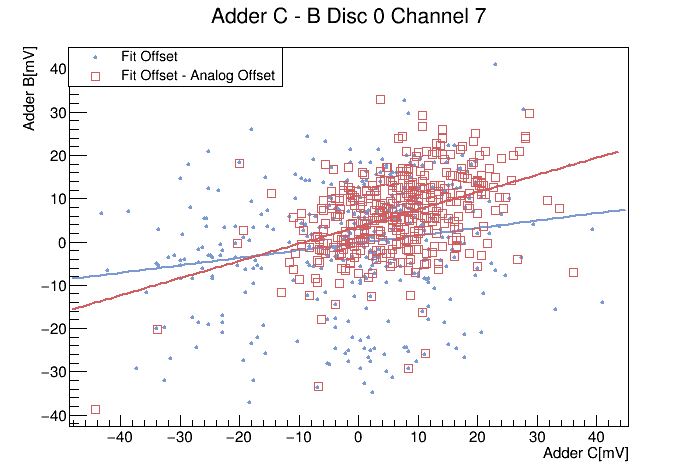 Adder C - B Disc 0 Channel 7
Adder B[mV]
Fit Offset
Fit Offset - Analog Offset
40
30
20
10
0
−10
−20
−30
−40
−40 −30 −20 −10 0 10 20 30 40
Adder C[mV]